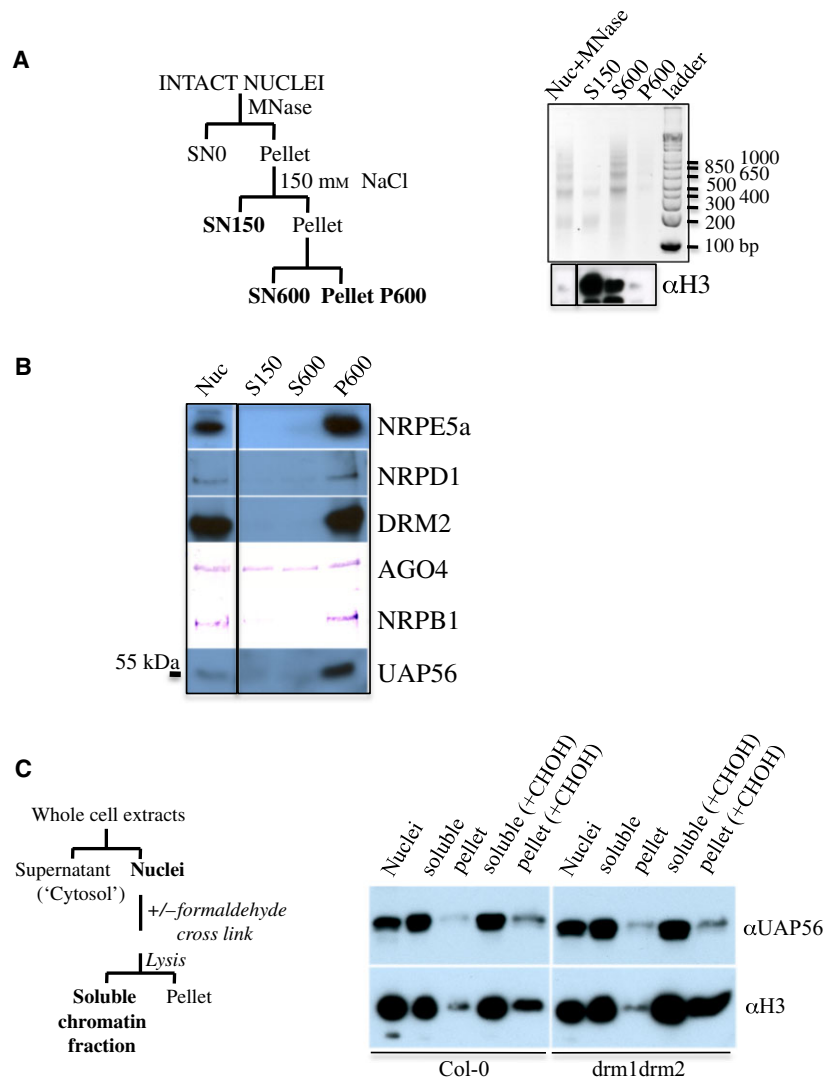 A
INTACT NUCLEI
MNase
SN0 Pellet
150 mM NaCl
SN150 Pellet
SN600 Pellet P600
Nuc+MNase
S150
S600
P600
ladder
1000
850
650
500
400
300
200
100 bp
αH3
B
Nuc
S150
S600
P600
NRPE5a
NRPD1
DRM2
AGO4
NRPB1
55 kDa
UAP56
C
Whole cell extracts
Supernatant Nuclei
(‘Cytosol’)
+/–formaldehyde
cross link
Lysis
Soluble Pellet
chromatin
fraction
Nuclei
soluble
pellet
soluble (+CHOH)
pellet (+CHOH)
Nuclei
soluble
pellet
soluble (+CHOH)
pellet (+CHOH)
αUAP56
αH3
Col-0
drm1drm2